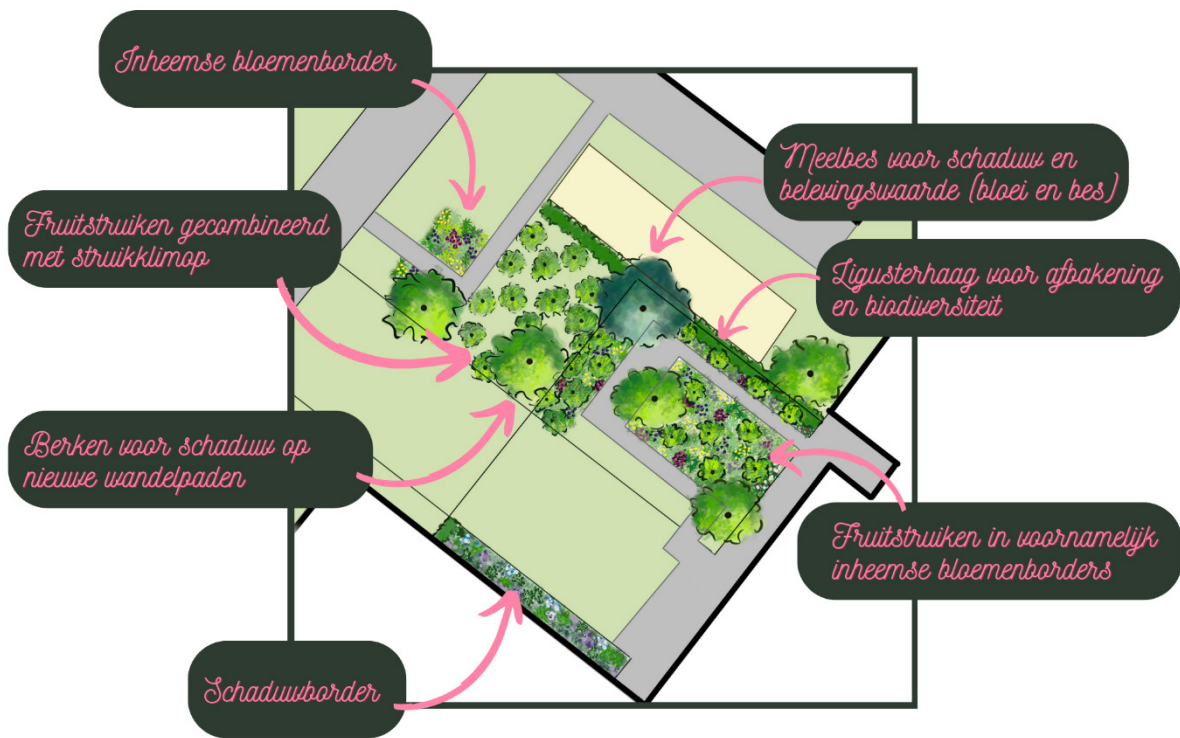 Inheemse bloemenborder
Meelbes voor schaduw en
belevingswaarde (bloei en bes)
Fruitstruiken gecombineerd
met struikklimop
Ligusterhaag voor afbakening
en biodiversiteit
Berken voor schaduw op
nieuwe wandelpaden
Fruitstruiken in voornamelijk
inheemse bloemenborders
Schaduwborder